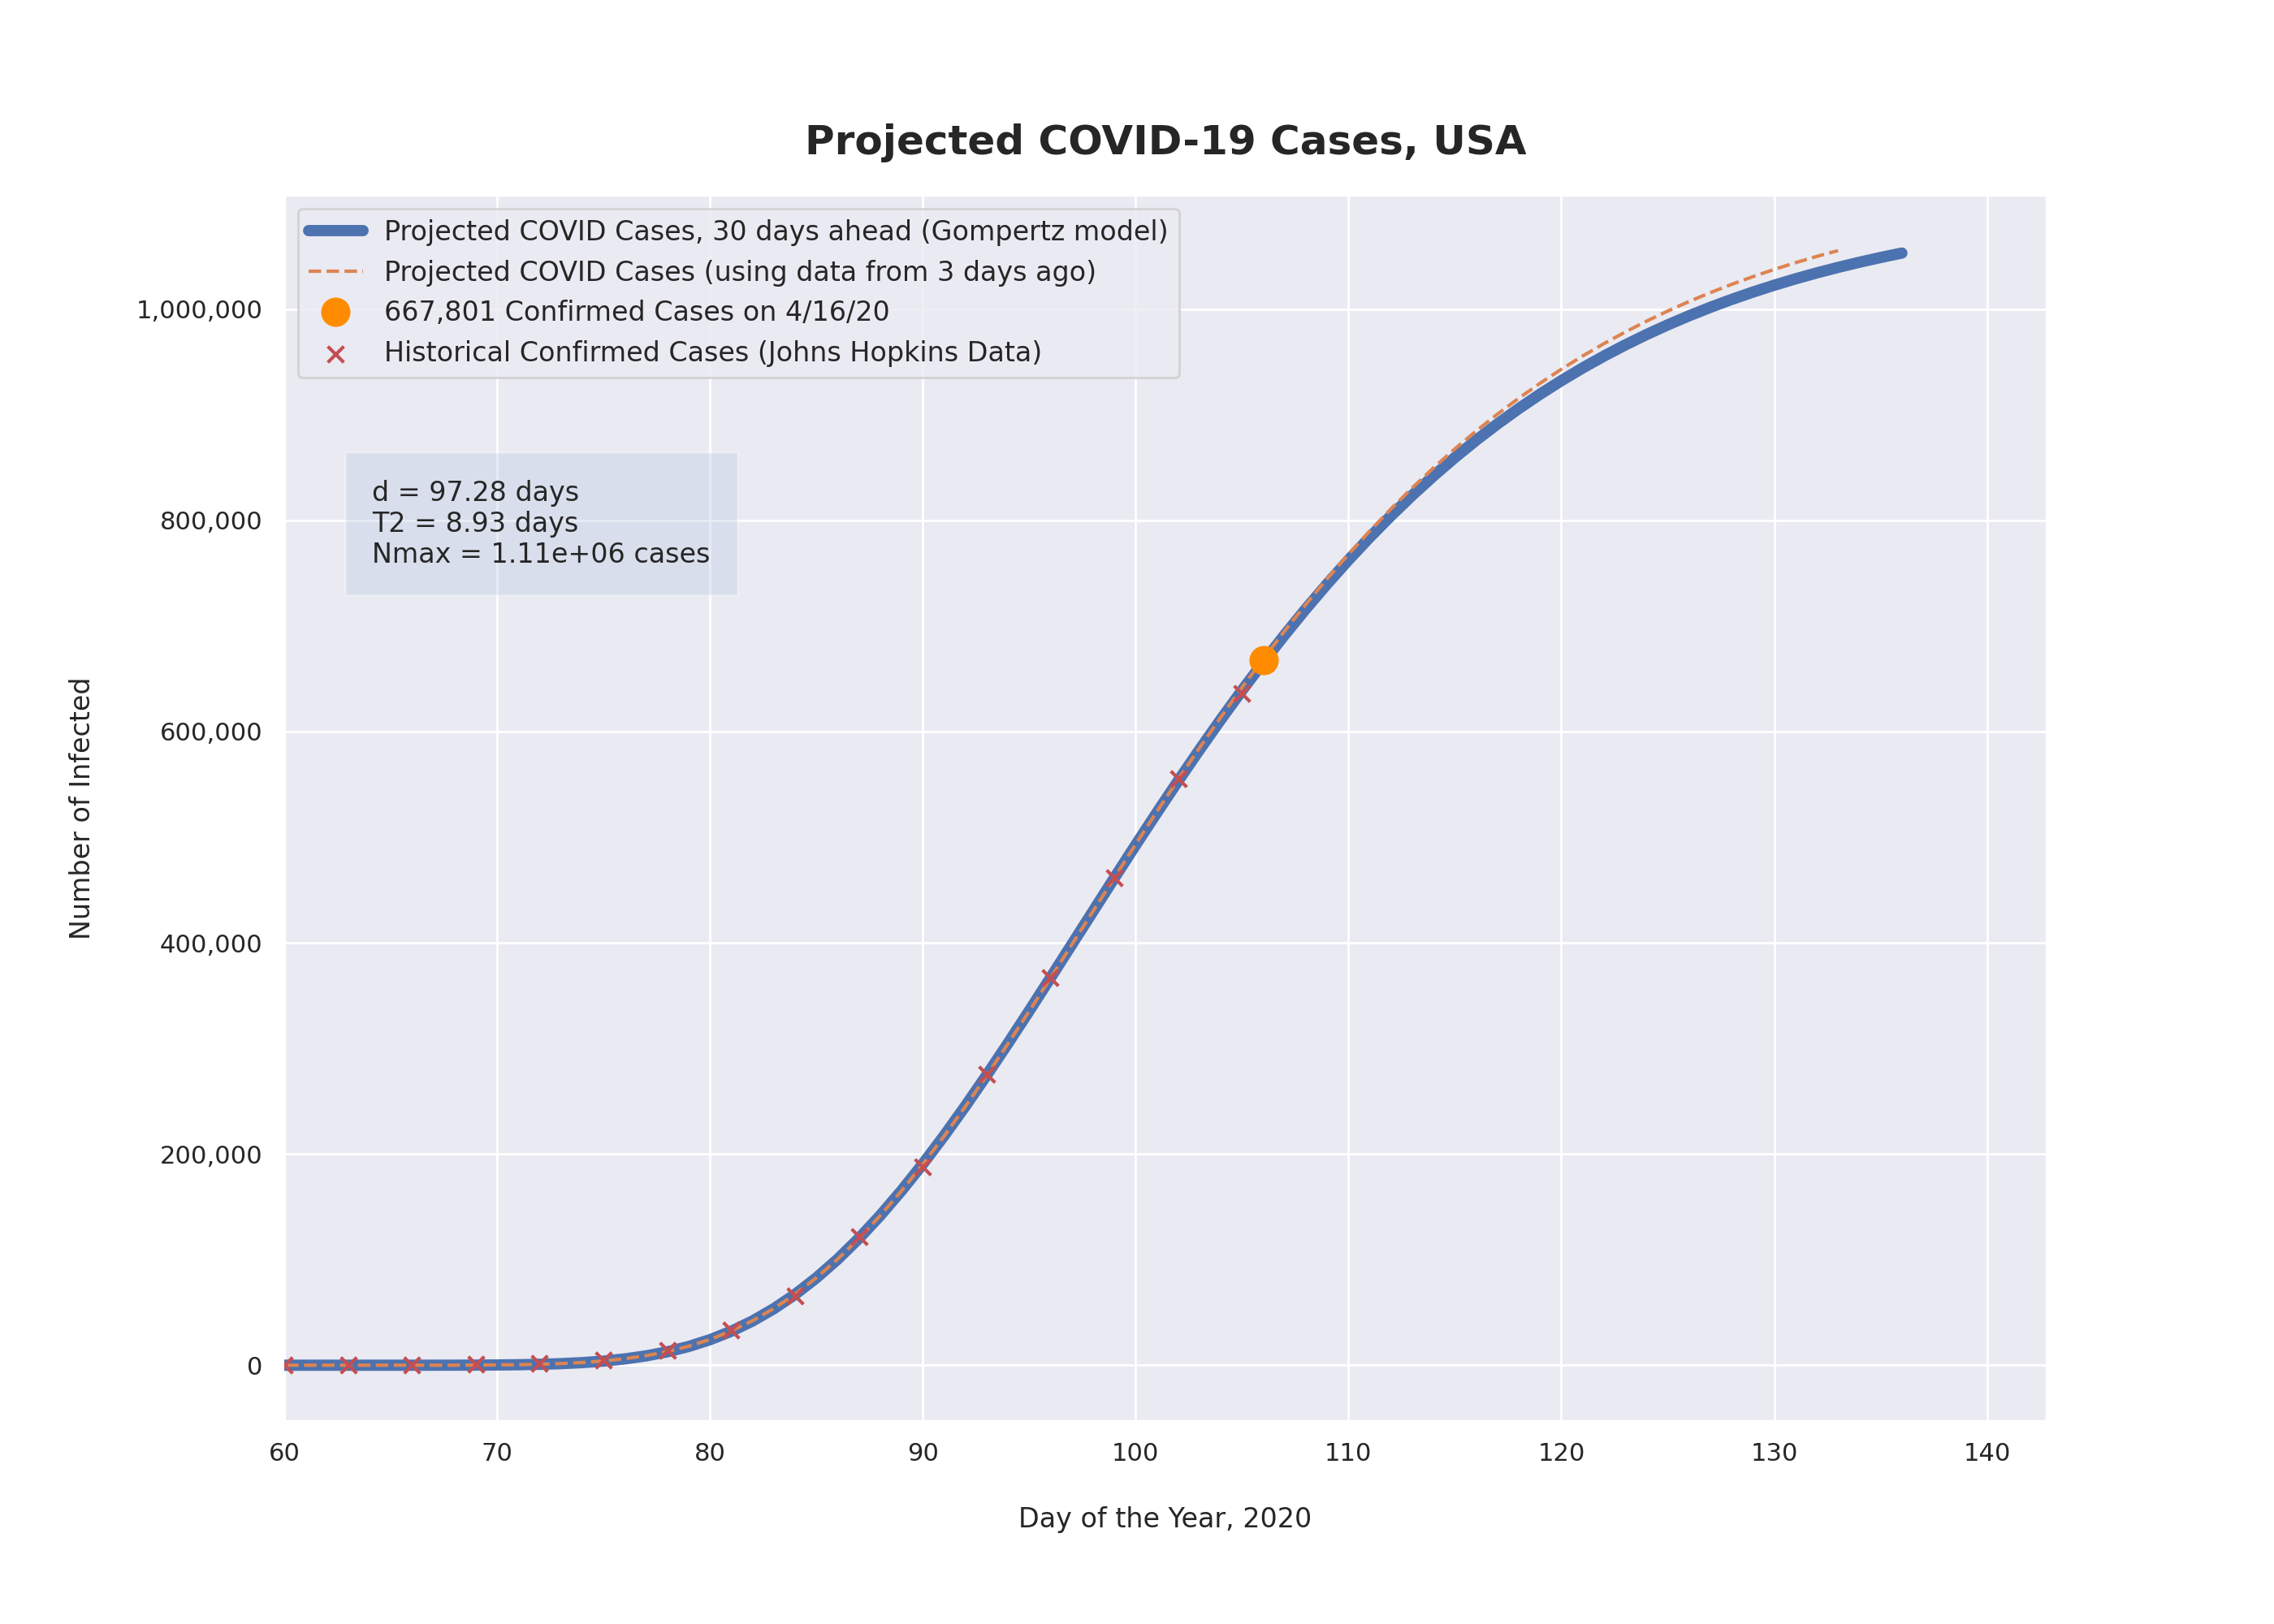 Projected COVID-19 Cases, USA
Projected COVID Cases, 30 days ahead (Gompertz model)
Projected COVID Cases (using data from 3 days ago)
667,801 Confirmed Cases on 4/16/20
Historical Confirmed Cases (Johns Hopkins Data)
d = 97.28 days
T2 = 8.93 days
Nmax = 1.11e+06 cases
Number of Infected
1,000,000
800,000
600,000
400,000
200,000
0
60 70 80 90 100 110 120 130 140
Day of the Year, 2020